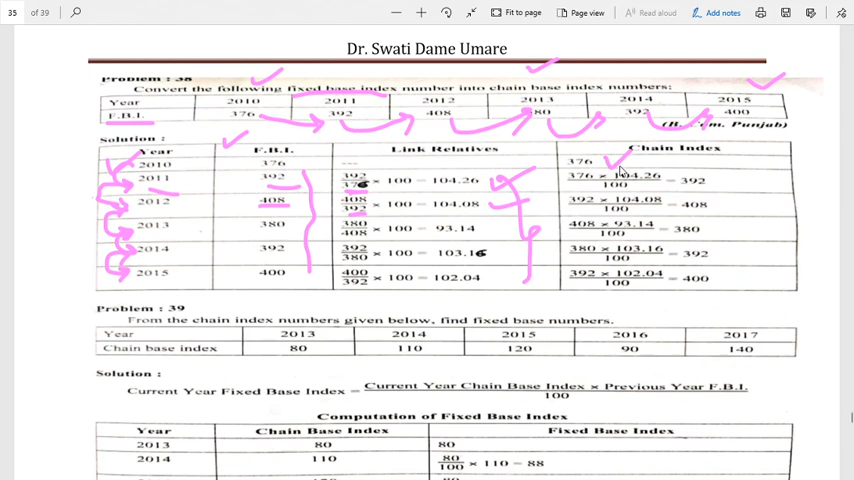 35 of 39
Fit to page
Page view
Read aloud
Add notes
Dr. Swati Dame Umare
Problem : 38
Convert the following fixed base index number into chain base index numbers:
Year 2010 2011 2012 2013 2014 2015
F.B.I. 376 392 408 380 392 400
Punjab)
Solution :
Year F.B.I. Link Relatives Chain Index
2010 376 --- 376
2011 392 392/376 × 100 = 104.26 376 × 104.26/100 = 392
2012 408 408/392 × 100 = 104.08 392 × 104.08/100 = 408
2013 380 380/408 × 100 = 93.14 408 × 93.14/100 = 380
2014 392 392/380 × 100 = 103.16 380 × 103.16/100 = 392
2015 400 400/392 × 100 = 102.04 392 × 102.04/100 = 400
Problem : 39
From the chain index numbers given below, find fixed base numbers.
Year 2013 2014 2015 2016 2017
Chain base index 80 110 120 90 140
Solution :
Current Year Fixed Base Index = Current Year Chain Base Index × Previous Year F.B.I./100
Computation of Fixed Base Index
Year Chain Base Index Fixed Base Index
2013 80 80
2014 110 80/100 × 110 = 88